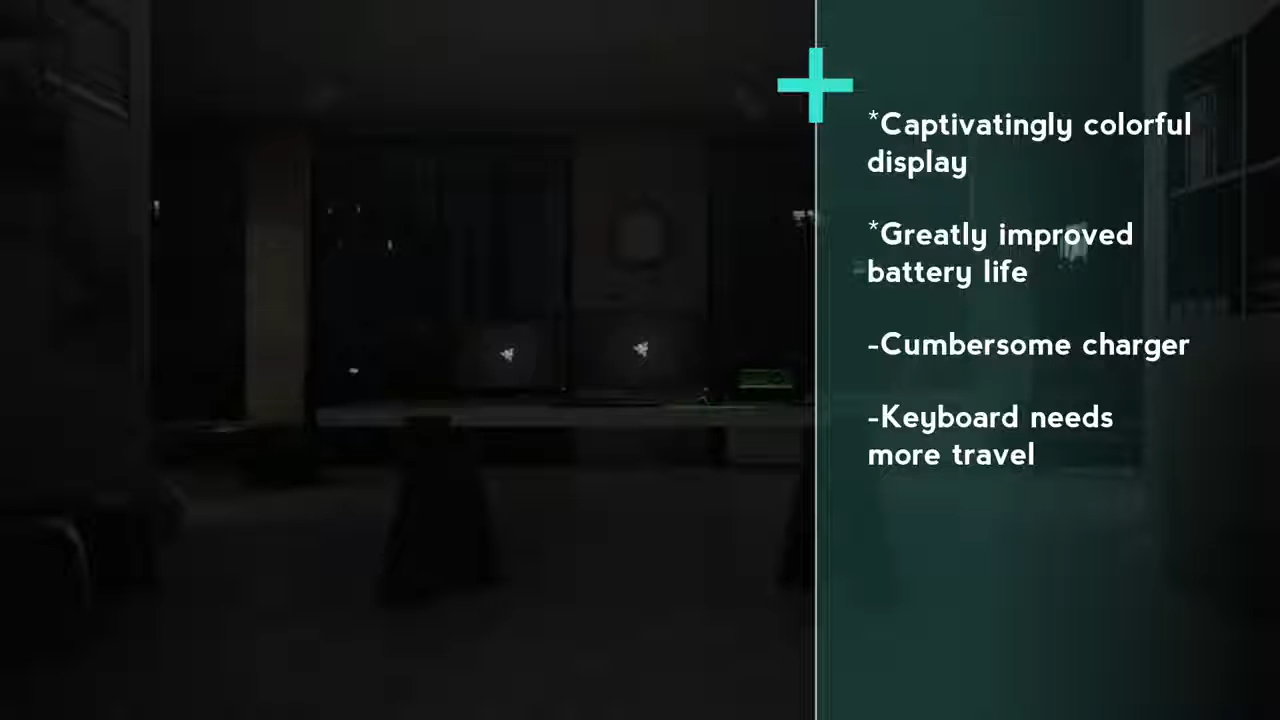 *Captivatingly colorful
display
*Greatly improved
battery life
-Cumbersome charger
-Keyboard needs
more travel